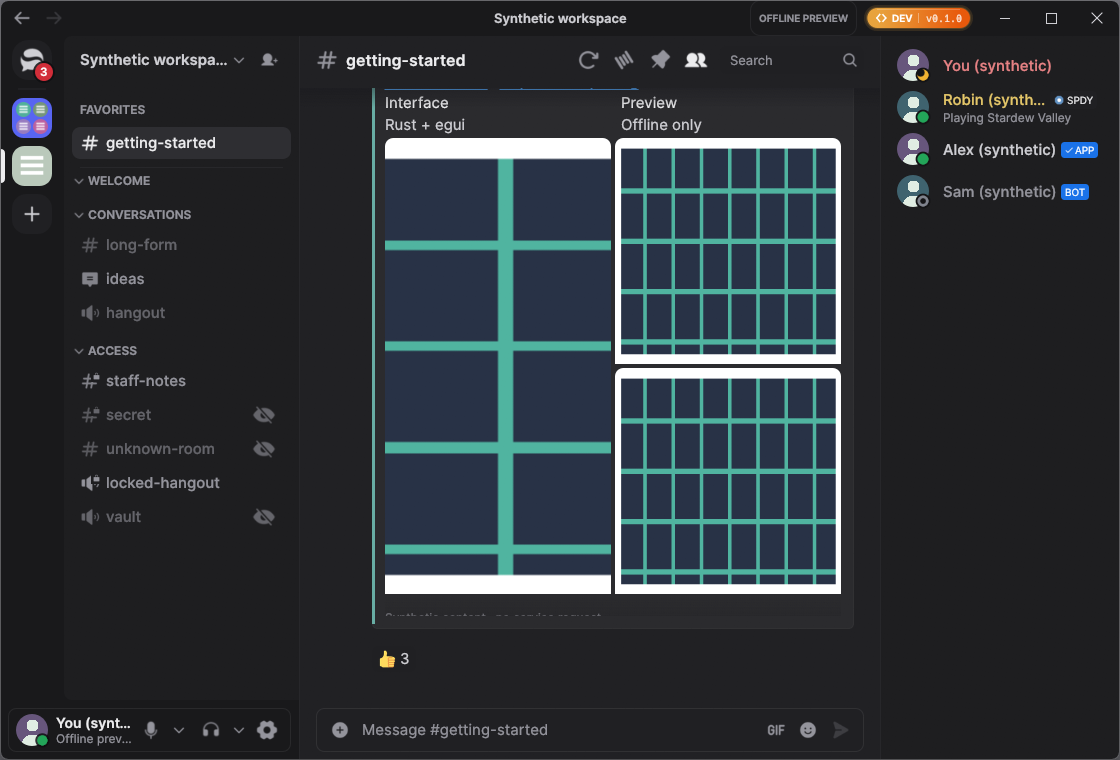 Synthetic workspace
OFFLINE PREVIEW
DEV v0.1.0
3
Synthetic workspa...
FAVORITES
getting-started
WELCOME
CONVERSATIONS
long-form
ideas
hangout
ACCESS
staff-notes
secret
unknown-room
locked-hangout
vault
You (synt...
Offline prev...
# getting-started
Search
Interface
Rust + egui
Preview
Offline only
👍 3
Message #getting-started
GIF
You (synthetic)
Robin (synth... SPDY
Playing Stardew Valley
Alex (synthetic) APP
Sam (synthetic) BOT